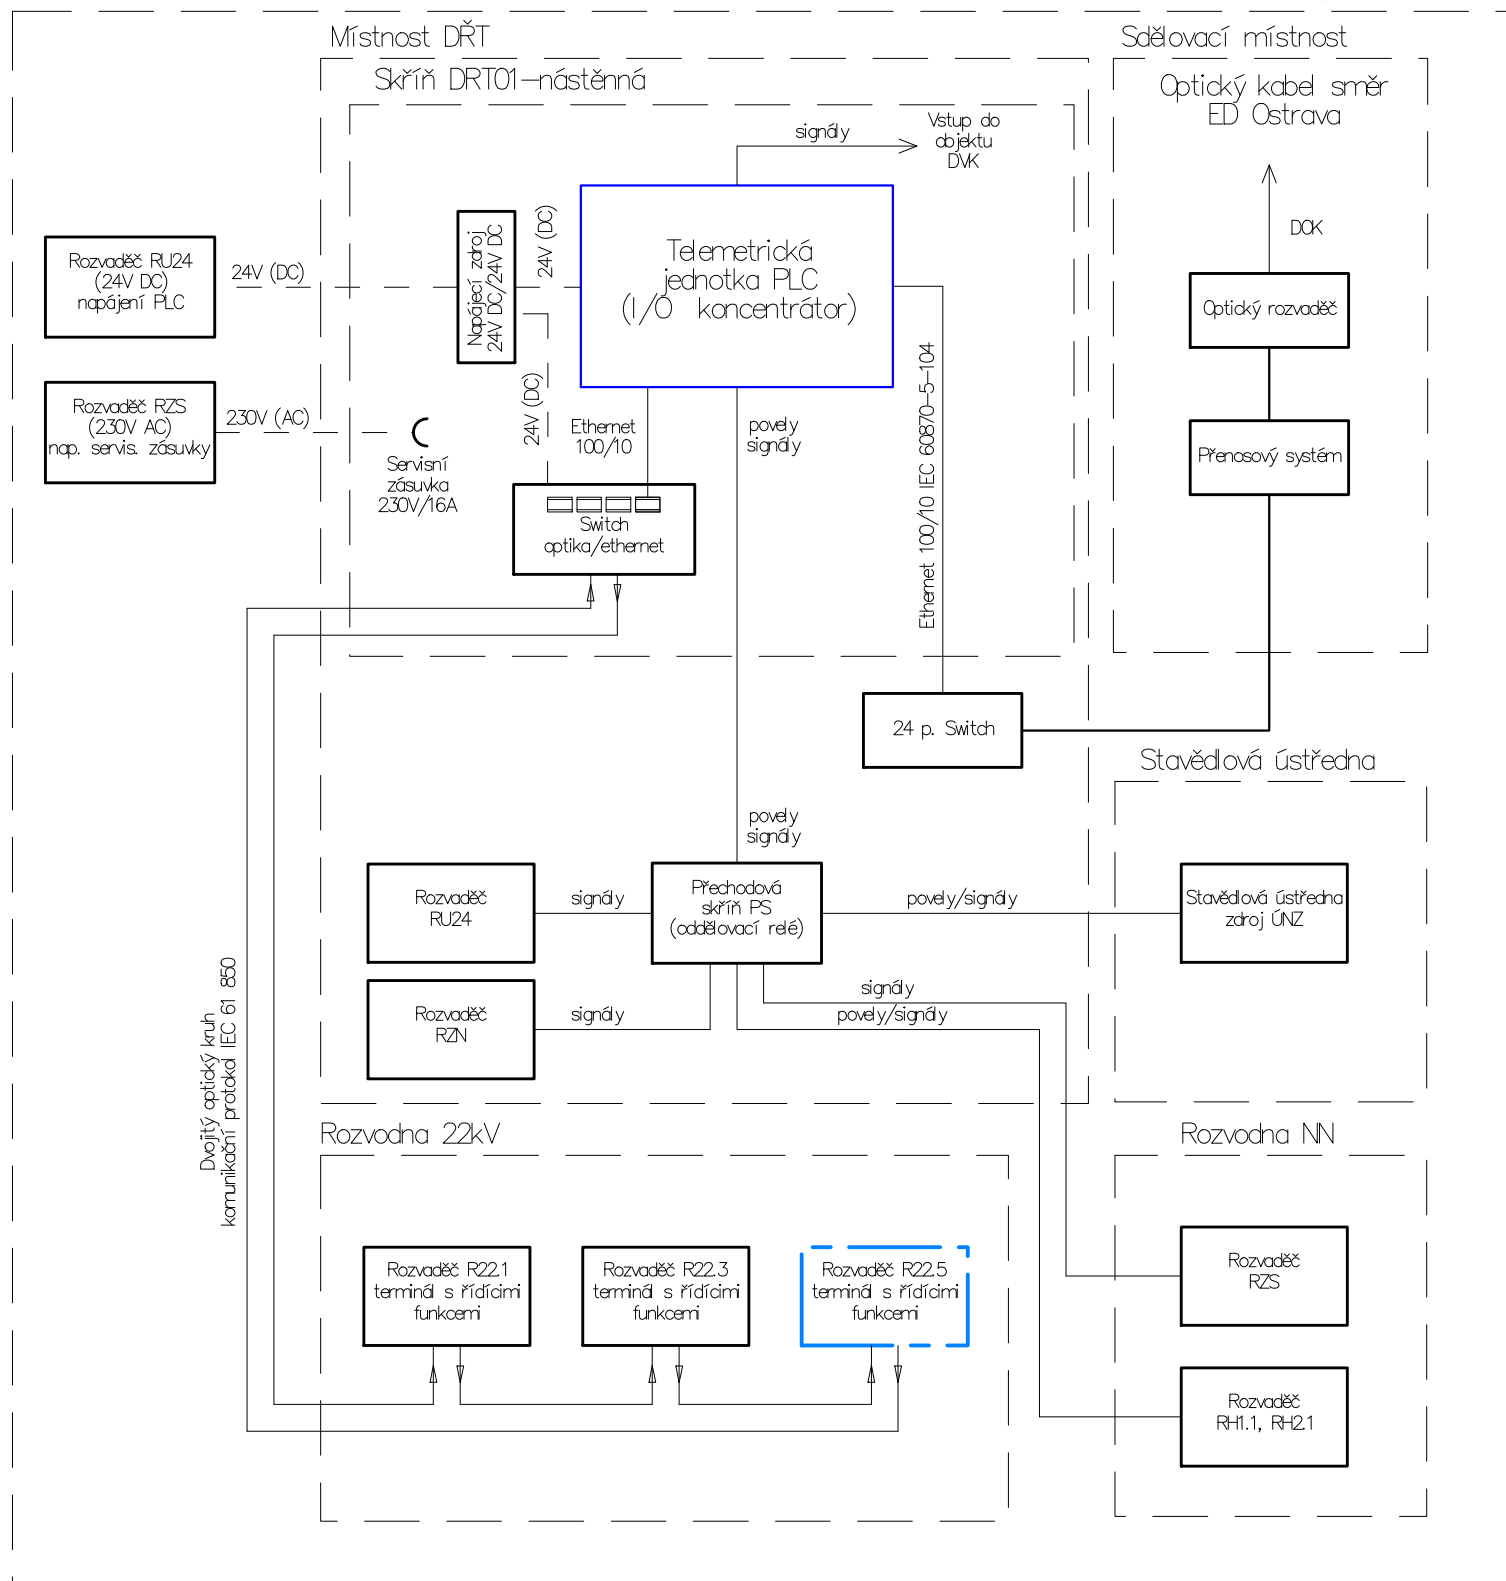 Místnost DŘT
Sdělovací místnost
Skříň DRT01-nástěnná
Optický kabel směr
ED Ostrava
signály
Vstup do
objektu
DVK
DOK
Rozvaděč RU24
(24V DC)
napájení PLC
24V (DC)
Napájecí zdroj
24V DC/24V DC
24V (DC)
Telemetrická
jednotka PLC
(I/O koncentrátor)
Optický rozvaděč
Rozvaděč RZS
(230V AC)
nap. servis. zásuvky
230V (AC)
Servisní
zásuvka
230V/16A
24V (DC)
Ethernet
100/10
povely
signály
Ethernet 100/10 IEC 60870-5-104
Přenosový systém
Switch
optika/ethernet
24 p. Switch
Stavědlová ústředna
povely
signály
Rozvaděč
RU24
signály
Přechodová
skříň PS
(oddělovací relé)
povely/signály
Stavědlová ústředna
zdroj ÚNZ
Rozvaděč
RZN
signály
signály
povely/signály
Dvojitý optický kruh
komunikační protokol IEC 61 850
Rozvodna 22kV
Rozvodna NN
Rozvaděč R22.1
terminál s řídícimi
funkcemi
Rozvaděč R22.3
terminál s řídícimi
funkcemi
Rozvaděč R22.5
terminál s řídícimi
funkcemi
Rozvaděč
RZS
Rozvaděč
RH1.1, RH2.1